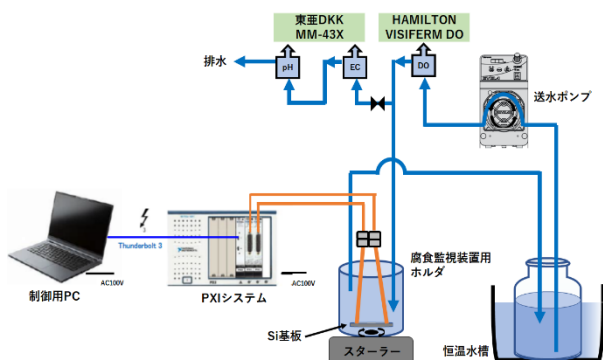 東亜DKK
MM-43X
HAMILTON
VISIFERM DO
排水
pH
EC
DO
送水ポンプ
Thunderbolt 3
AC100V
制御用PC
PXIシステム
AC100V
腐食監視装置用
ホルダ
Si基板
スターラー
恒温水槽